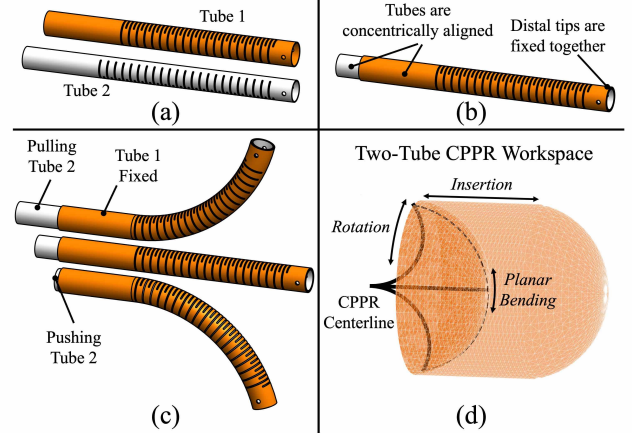 Tube 1
Tube 2
(a)
Tubes are
concentrically aligned
Distal tips are
fixed together
(b)
Pulling
Tube 2
Tube 1
Fixed
Pushing
Tube 2
(c)
Two-Tube CPPR Workspace
Insertion
Rotation
Planar
Bending
CPPR
Centerline
(d)